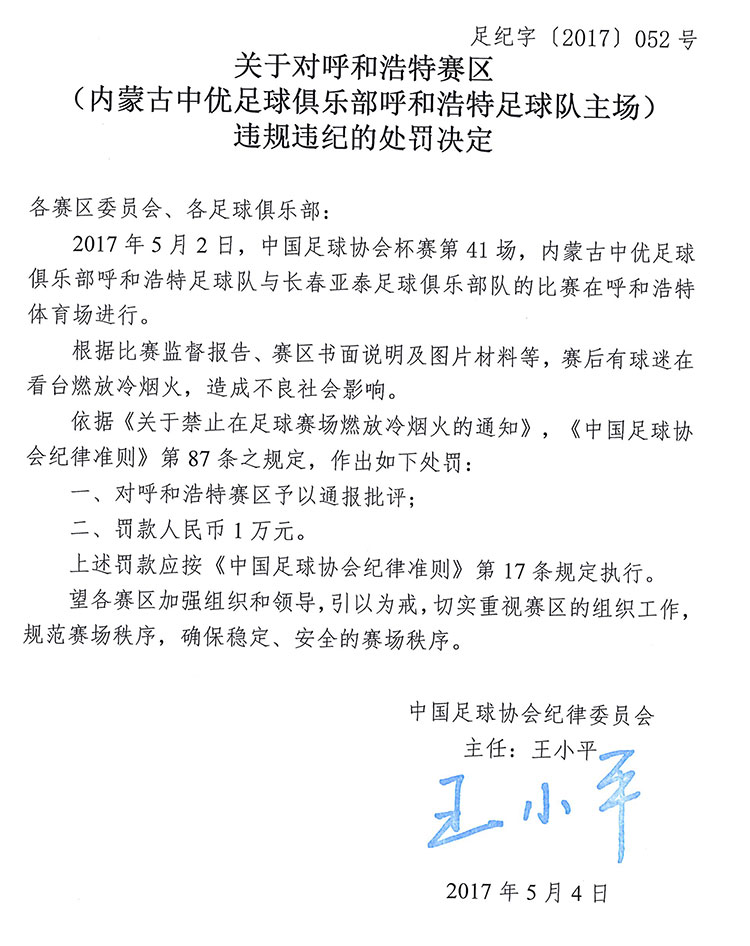 足纪字〔2017〕052 号
关于对呼和浩特赛区
（内蒙古中优足球俱乐部呼和浩特足球队主场）
违规违纪的处罚决定
各赛区委员会、各足球俱乐部：
2017 年 5 月 2 日，中国足球协会杯赛第 41 场，内蒙古中优足球
俱乐部呼和浩特足球队与长春亚泰足球俱乐部队的比赛在呼和浩特
体育场进行。
根据比赛监督报告、赛区书面说明及图片材料等，赛后有球迷在
看台燃放冷烟火，造成不良社会影响。
依据《关于禁止在足球赛场燃放冷烟火的通知》，《中国足球协
会纪律准则》第 87 条之规定，作出如下处罚：
一、对呼和浩特赛区予以通报批评；
二、罚款人民币 1 万元。
上述罚款应按《中国足球协会纪律准则》第 17 条规定执行。
望各赛区加强组织和领导，引以为戒，切实重视赛区的组织工作，
规范赛场秩序，确保稳定、安全的赛场秩序。
中国足球协会纪律委员会
主任：王小平
王小平
2017 年 5 月 4 日